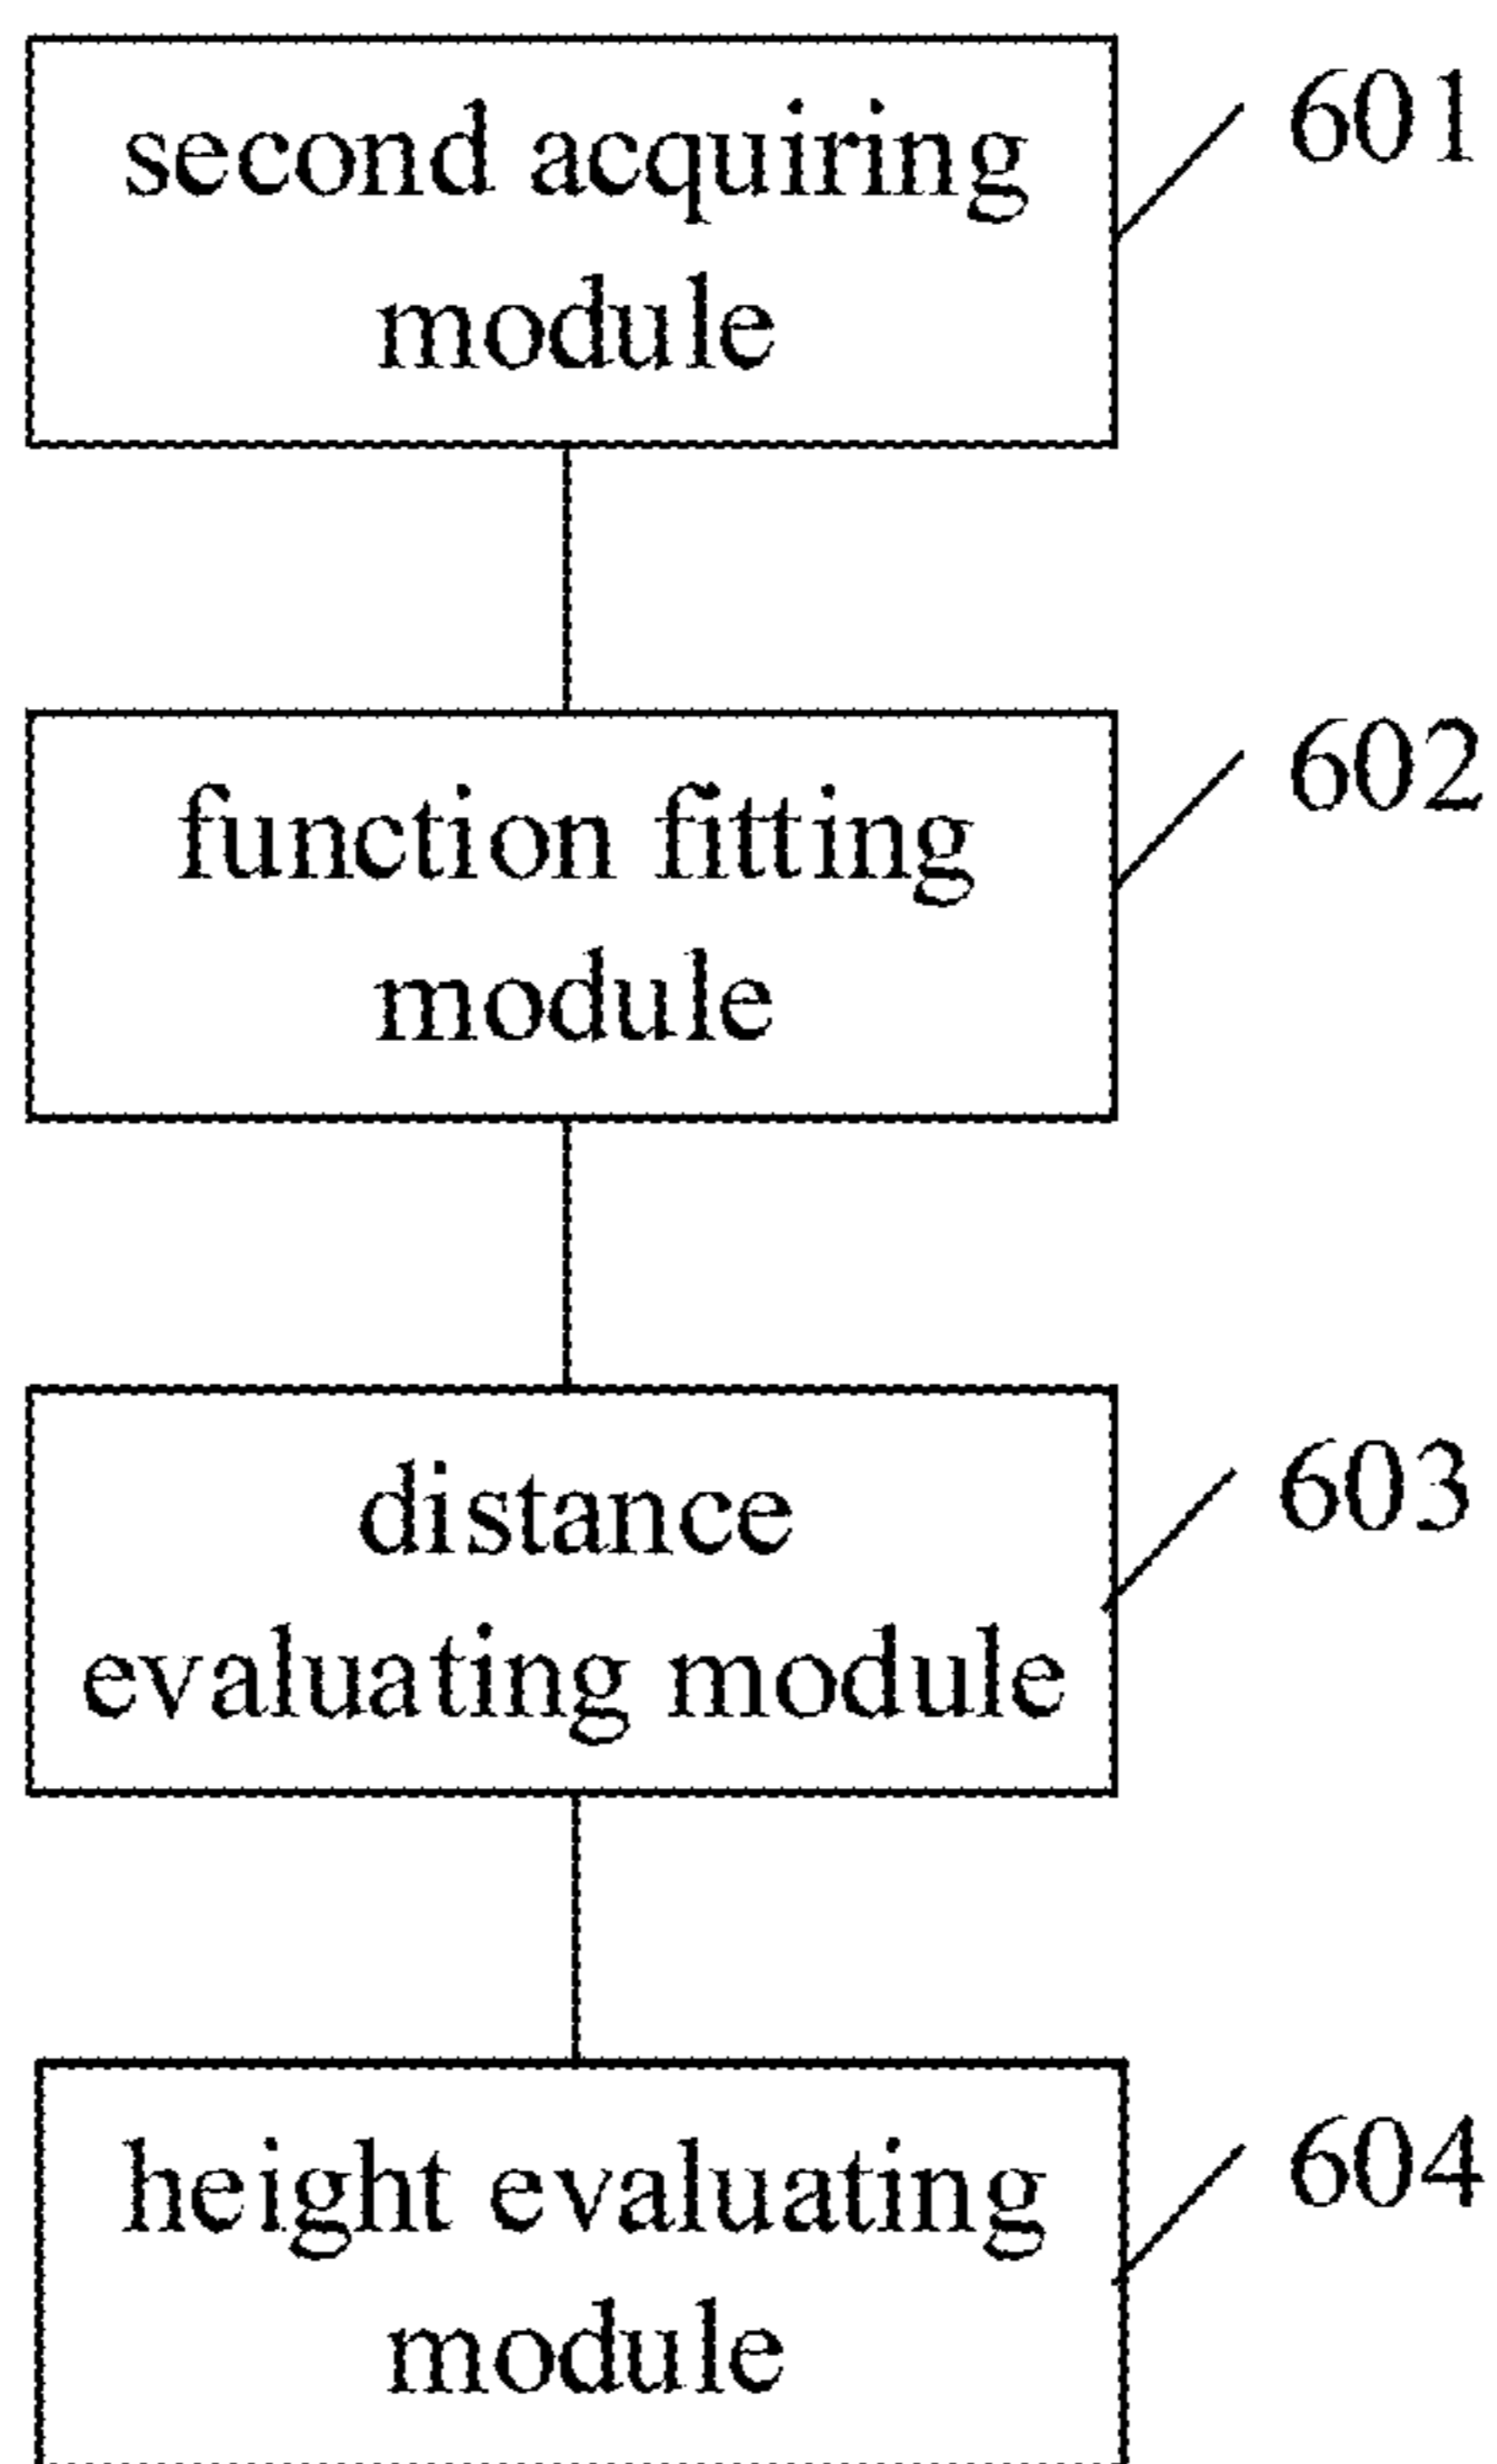 second acquiring
module
601
function fitting
module
602
distance
evaluating module
603
height evaluating
module
604